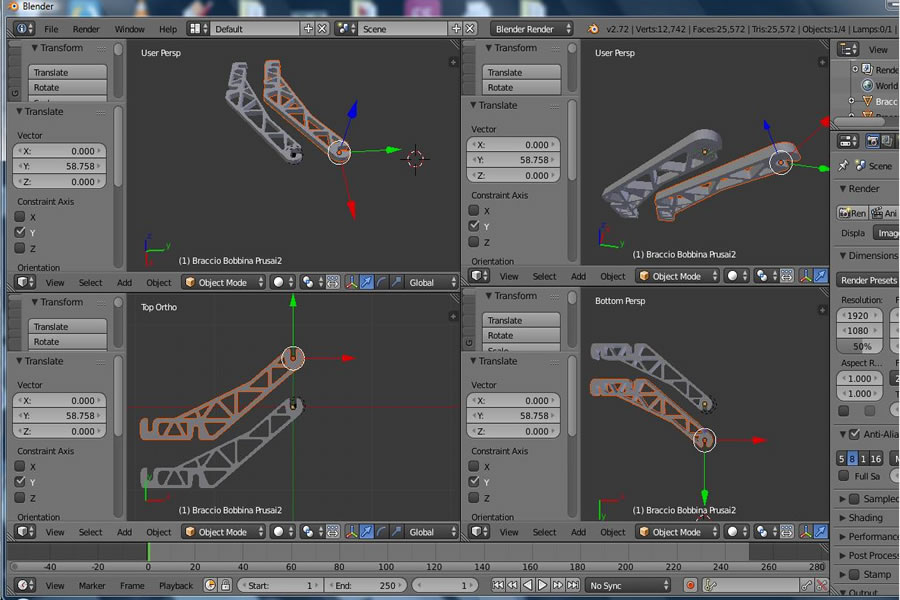 Blender
File Render Window Help Default Scene Blender Render v2.72 | Verts:12,742 | Faces:25,572 | Tris:25,572 | Objects:1/4 | Lamps:0/1 |
Transform
Translate
Rotate
Translate
Vector
X: 0.000
Y: 58.758
Z: 0.000
Constraint Axis
X
Y
Z
Orientation
User Persp
(1) Braccio Bobbina Prusai2
View Select Add Object Object Mode Global
Transform
Translate
Rotate
Translate
Vector
X: 0.000
Y: 58.758
Z: 0.000
Constraint Axis
X
Y
Z
Orientation
User Persp
(1) Braccio Bobbina Prusai2
View Select Add Object Object Mode
Transform
Translate
Rotate
Translate
Vector
X: 0.000
Y: 58.758
Z: 0.000
Constraint Axis
X
Y
Z
Orientation
Top Ortho
(1) Braccio Bobbina Prusai2
View Select Add Object Object Mode Global
Transform
Translate
Rotate
Translate
Vector
X: 0.000
Y: 58.758
Z: 0.000
Constraint Axis
X
Y
Z
Orientation
Bottom Persp
(1) Braccio Bobbina Prusai2
View Select Add Object Object Mode
View
Rende
World
Bracc
Scene
Render
Ren Ani
Displa Imag
Dimensions
Render Presets
Resolution:
1920
1080
50%
Aspect R...
1.000
1.000
Anti-Alia
5 8 1 16
Full Sa
Sampled
Shading
Performance
Post Process
Stamp
Output
-40 -20 0 20 40 60 80 100 120 140 160 180 200 220 240 260 280
View Marker Frame Playback Start: 1 End: 250 1 No Sync